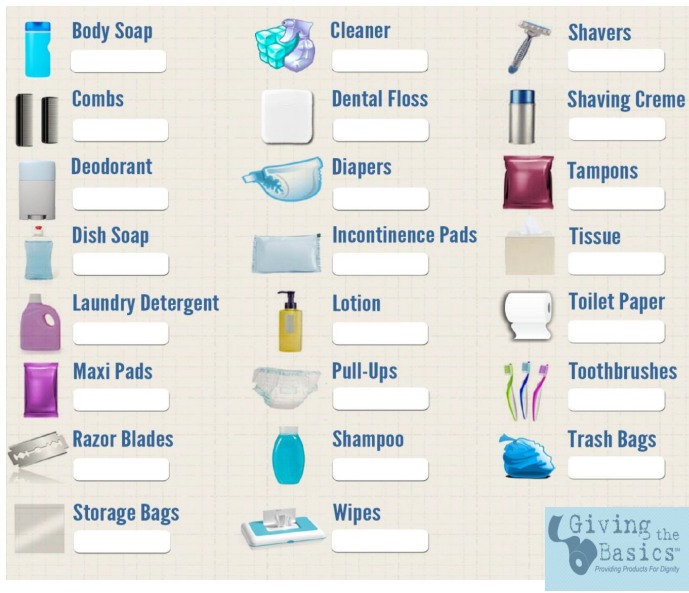 Body Soap
Cleaner
Shavers
Combs
Dental Floss
Shaving Creme
Deodorant
Diapers
Tampons
Dish Soap
Incontinence Pads
Tissue
Laundry Detergent
Lotion
Toilet Paper
Maxi Pads
Pull-Ups
Toothbrushes
Razor Blades
Shampoo
Trash Bags
Storage Bags
Wipes
Giving the
Basics
Providing Products For Dignity